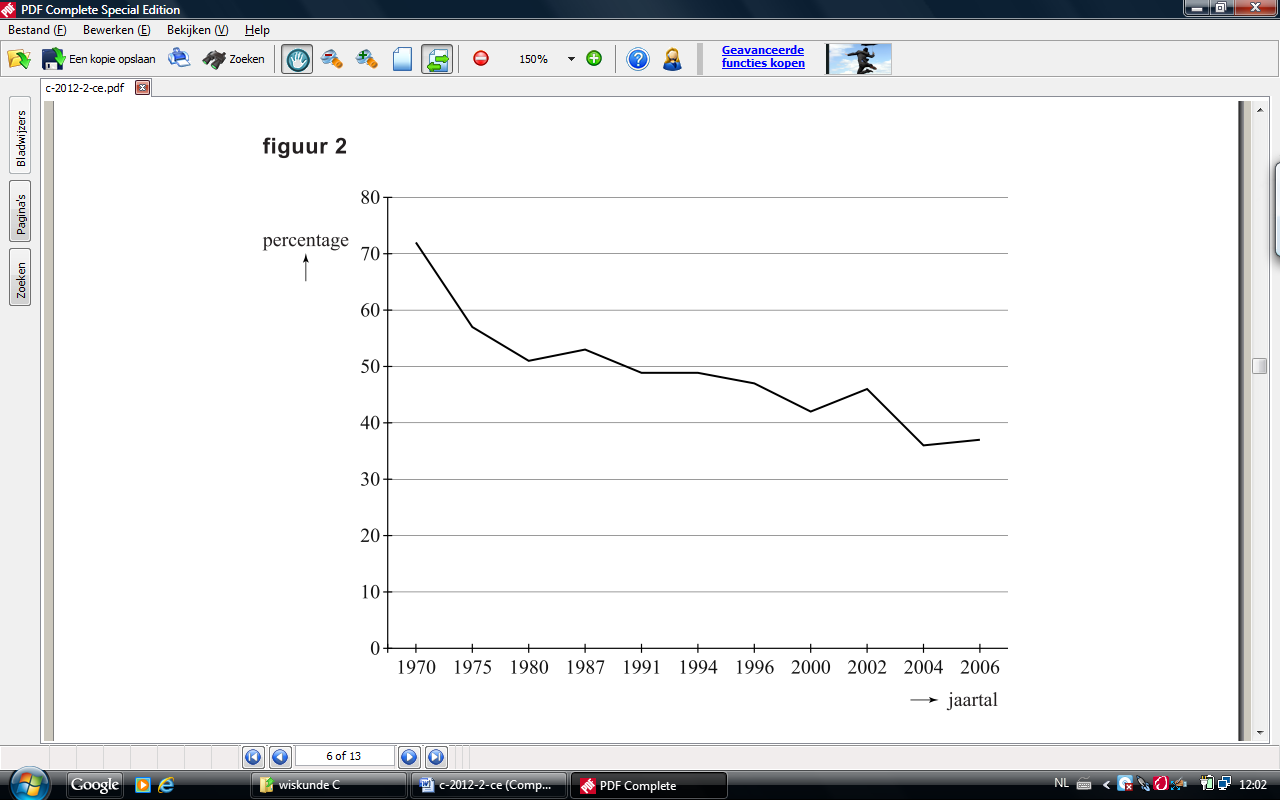 PDF Complete Special Edition
Bestand (F) Bewerken (E) Bekijken (V) Help
Een kopie opslaan Zoeken 150% Geavanceerde
functies kopen
c-2012-2-ce.pdf
Bladwijzers
Pagina's
Zoeken
figuur 2
80
percentage
70
60
50
40
30
20
10
0
1970 1975 1980 1987 1991 1994 1996 2000 2002 2004 2006
jaartal
6 of 13
Google wiskunde C c-2012-2-ce (Comp... PDF Complete NL 12:02